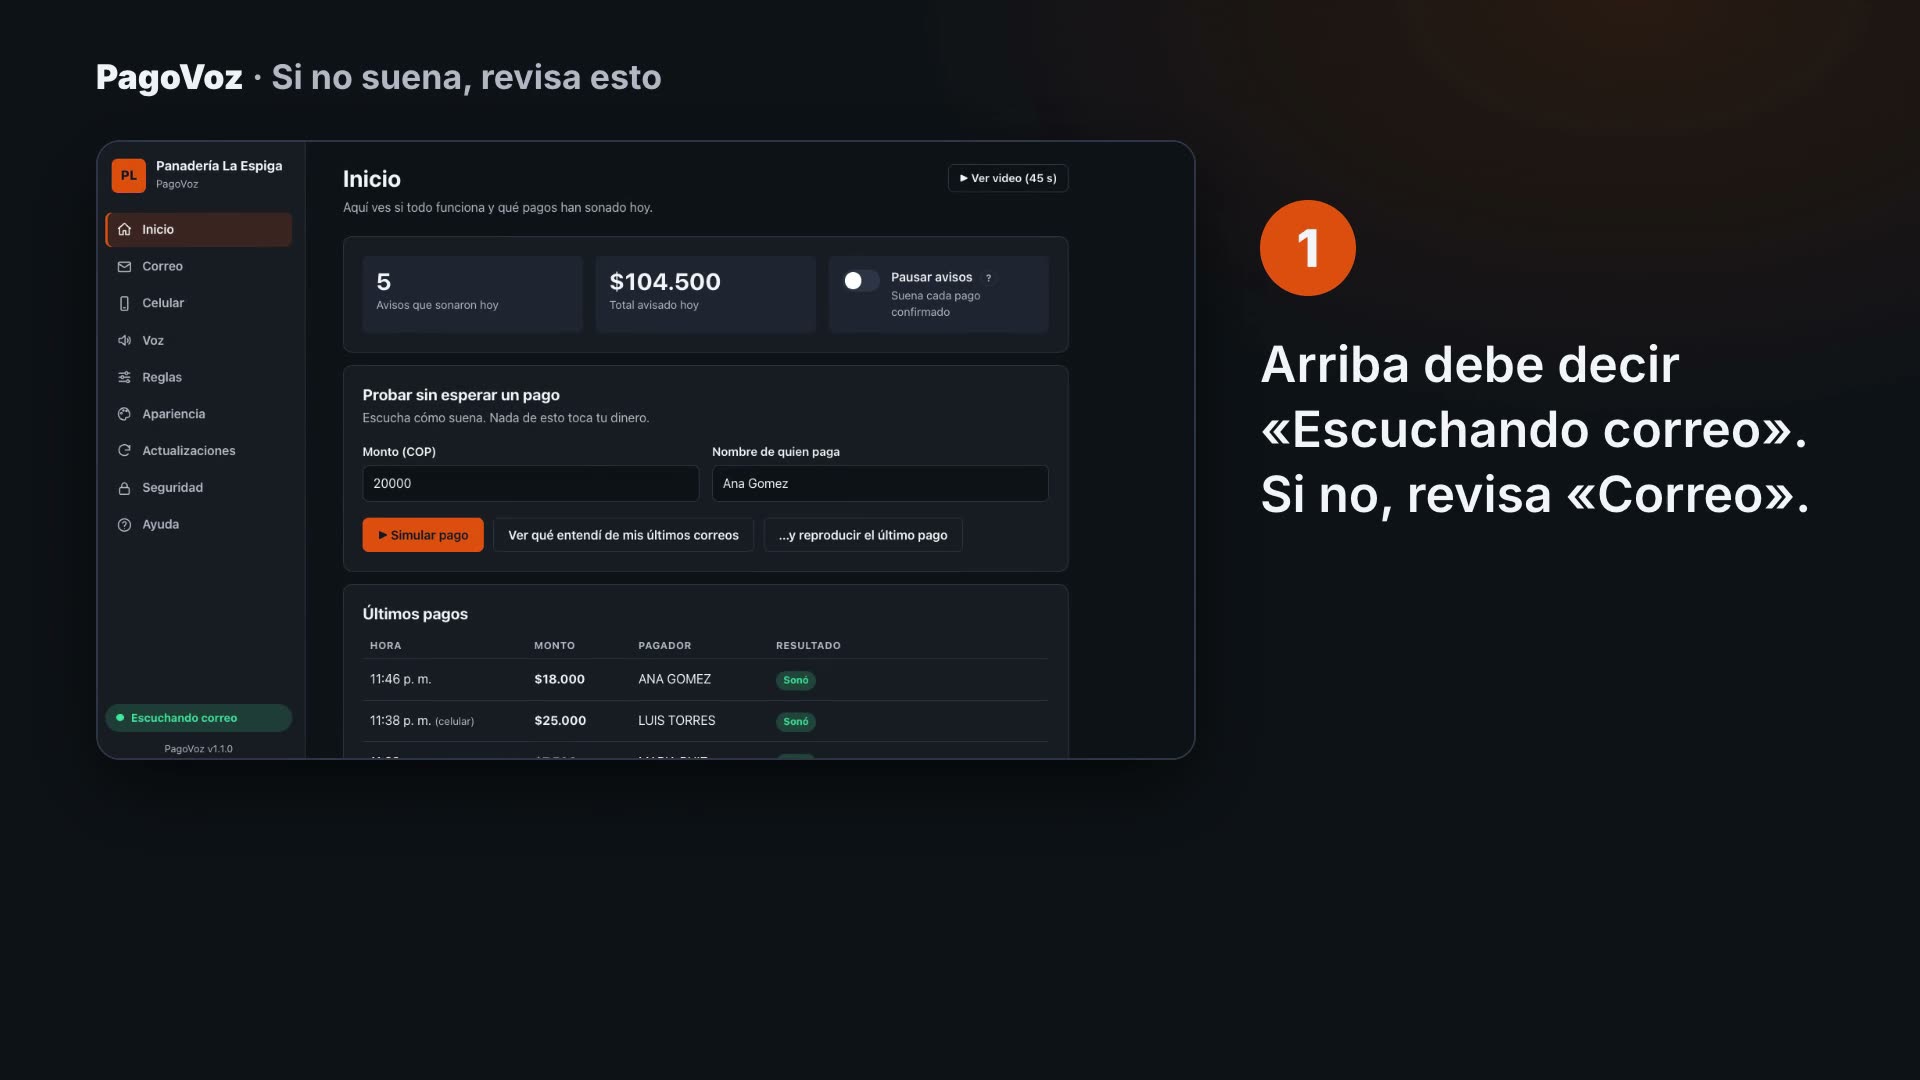 PagoVoz · Si no suena, revisa esto
PL
Panadería La Espiga
PagoVoz
Inicio
Correo
Celular
Voz
Reglas
Apariencia
Actualizaciones
Seguridad
Ayuda
Escuchando correo
PagoVoz v1.1.0
Inicio
Ver video (45 s)
Aquí ves si todo funciona y qué pagos han sonado hoy.
5
Avisos que sonaron hoy
$104.500
Total avisado hoy
Pausar avisos ?
Suena cada pago
confirmado
Probar sin esperar un pago
Escucha cómo suena. Nada de esto toca tu dinero.
Monto (COP)
20000
Nombre de quien paga
Ana Gomez
Simular pago
Ver qué entendí de mis últimos correos
...y reproducir el último pago
Últimos pagos
HORA MONTO PAGADOR RESULTADO
11:46 p. m. $18.000 ANA GOMEZ Sonó
11:38 p. m. (celular) $25.000 LUIS TORRES Sonó
1
Arriba debe decir
«Escuchando correo».
Si no, revisa «Correo».